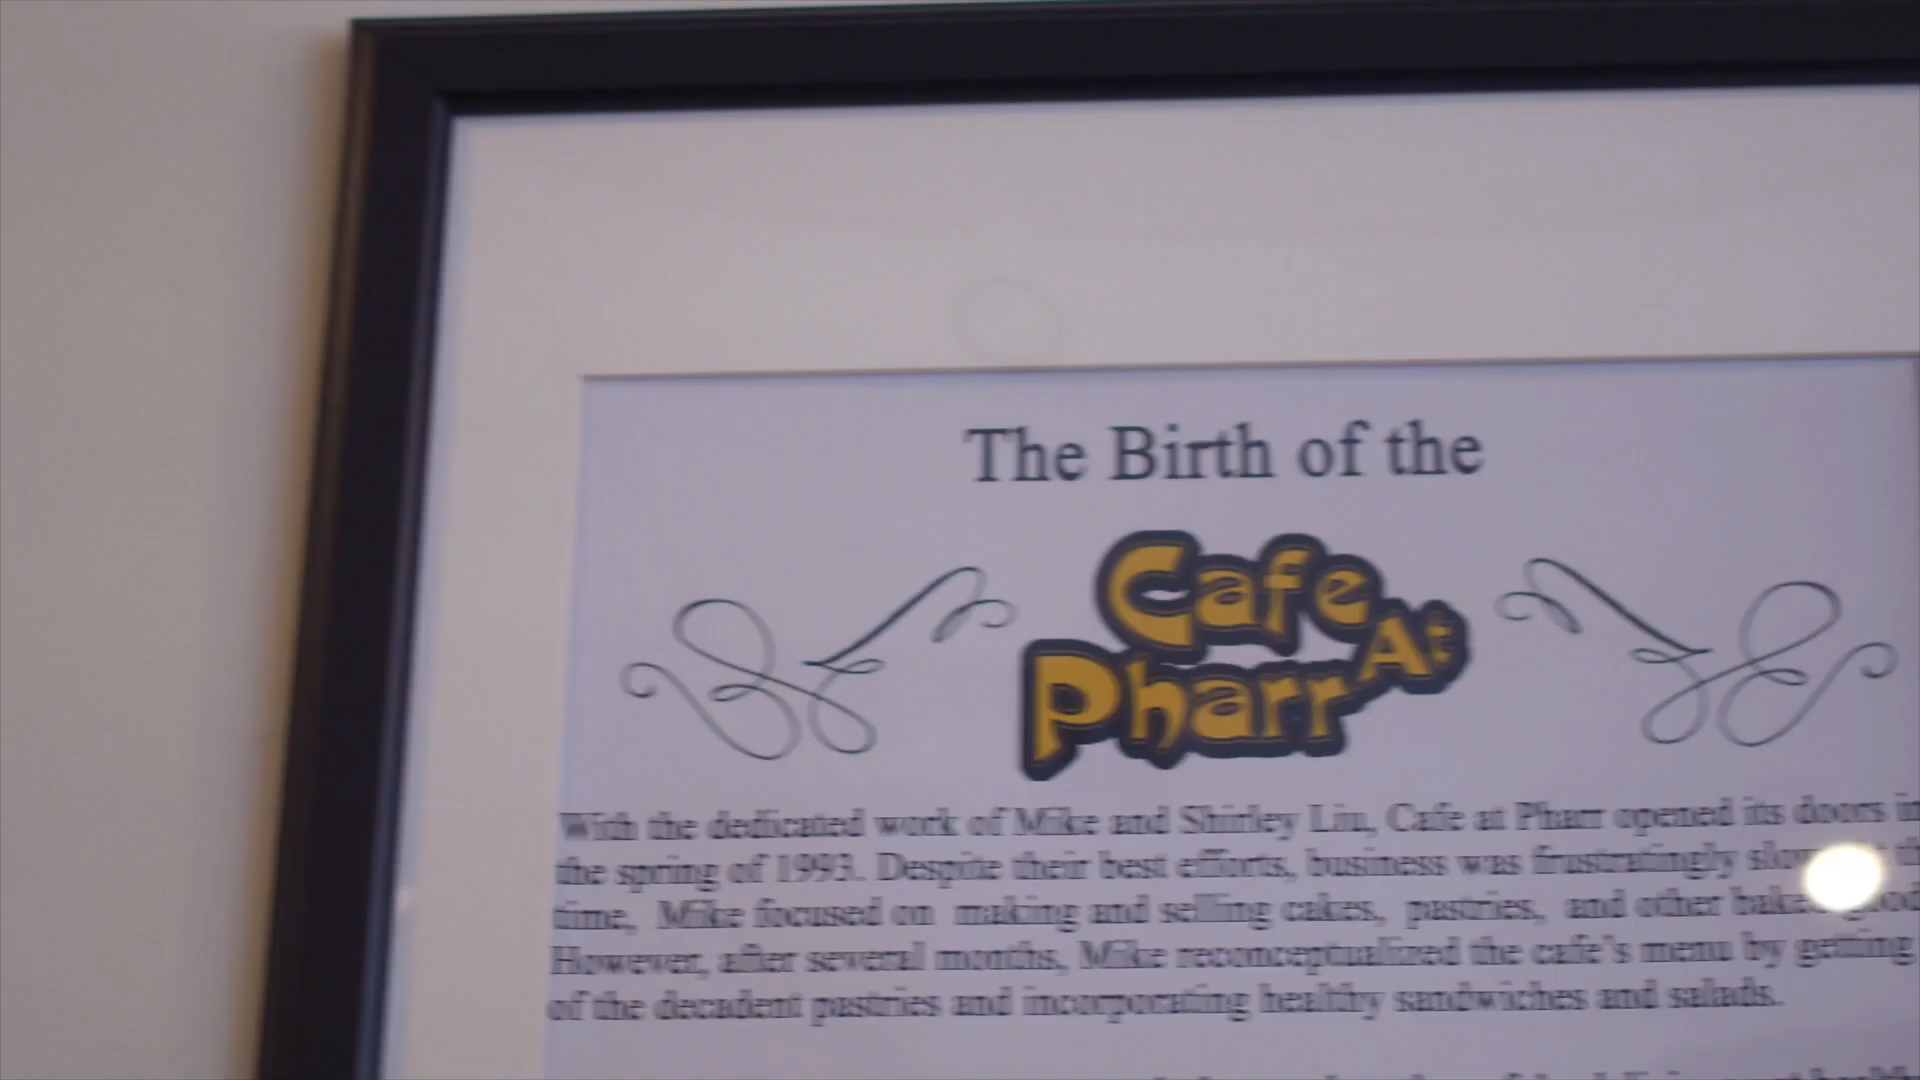 The Birth of the
Cafe
At
Pharr
With the dedicated work of Mike and Shirley Liu, Cafe at Pharr opened its doors in
the spring of 1993. Despite their best efforts, business was frustratingly slow
time, Mike focused on making and selling cakes, pastries, and other baked good
However, after several months, Mike reconceptualized the cafe's menu by getting
of the decadent pastries and incorporating healthy sandwiches and salads.